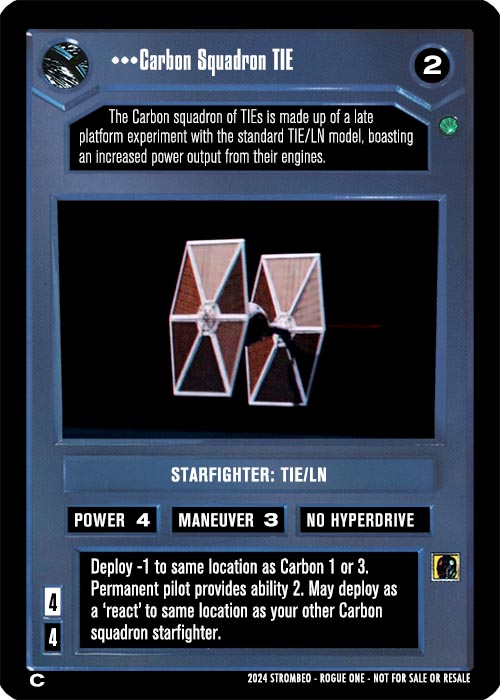 •••Carbon Squadron TIE
2
The Carbon squadron of TIEs is made up of a late
platform experiment with the standard TIE/LN model, boasting
an increased power output from their engines.
STARFIGHTER: TIE/LN
POWER 4
MANEUVER 3
NO HYPERDRIVE
Deploy -1 to same location as Carbon 1 or 3.
Permanent pilot provides ability 2. May deploy as
a ‘react’ to same location as your other Carbon
squadron starfighter.
4
4
C
2024 STROMBEO - ROGUE ONE - NOT FOR SALE OR RESALE